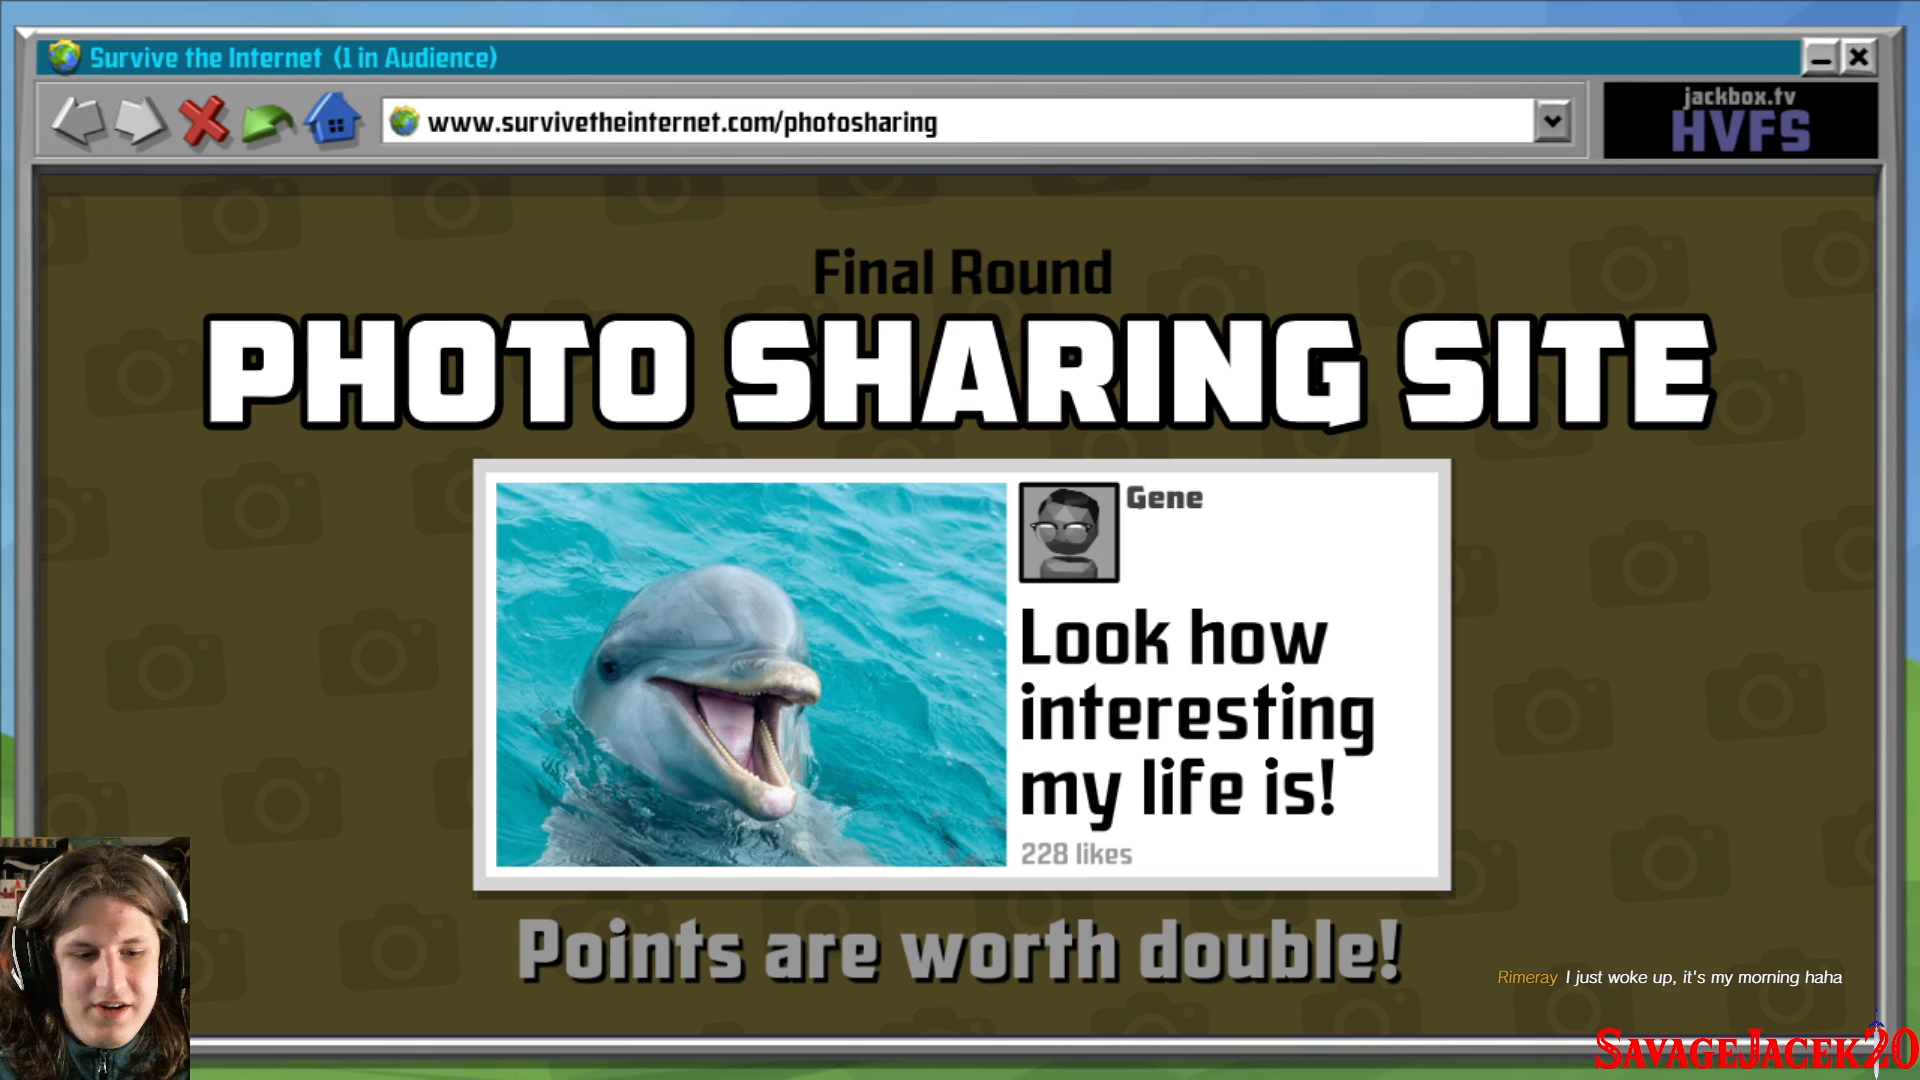 Survive the Internet (1 in Audience)
www.survivetheinternet.com/photosharing
jackbox.tv
HVFS
Final Round
PHOTO SHARING SITE
Gene
Look how
interesting
my life is!
228 likes
Points are worth double!
Rimeray I just woke up, it's my morning haha
SavageJacek20